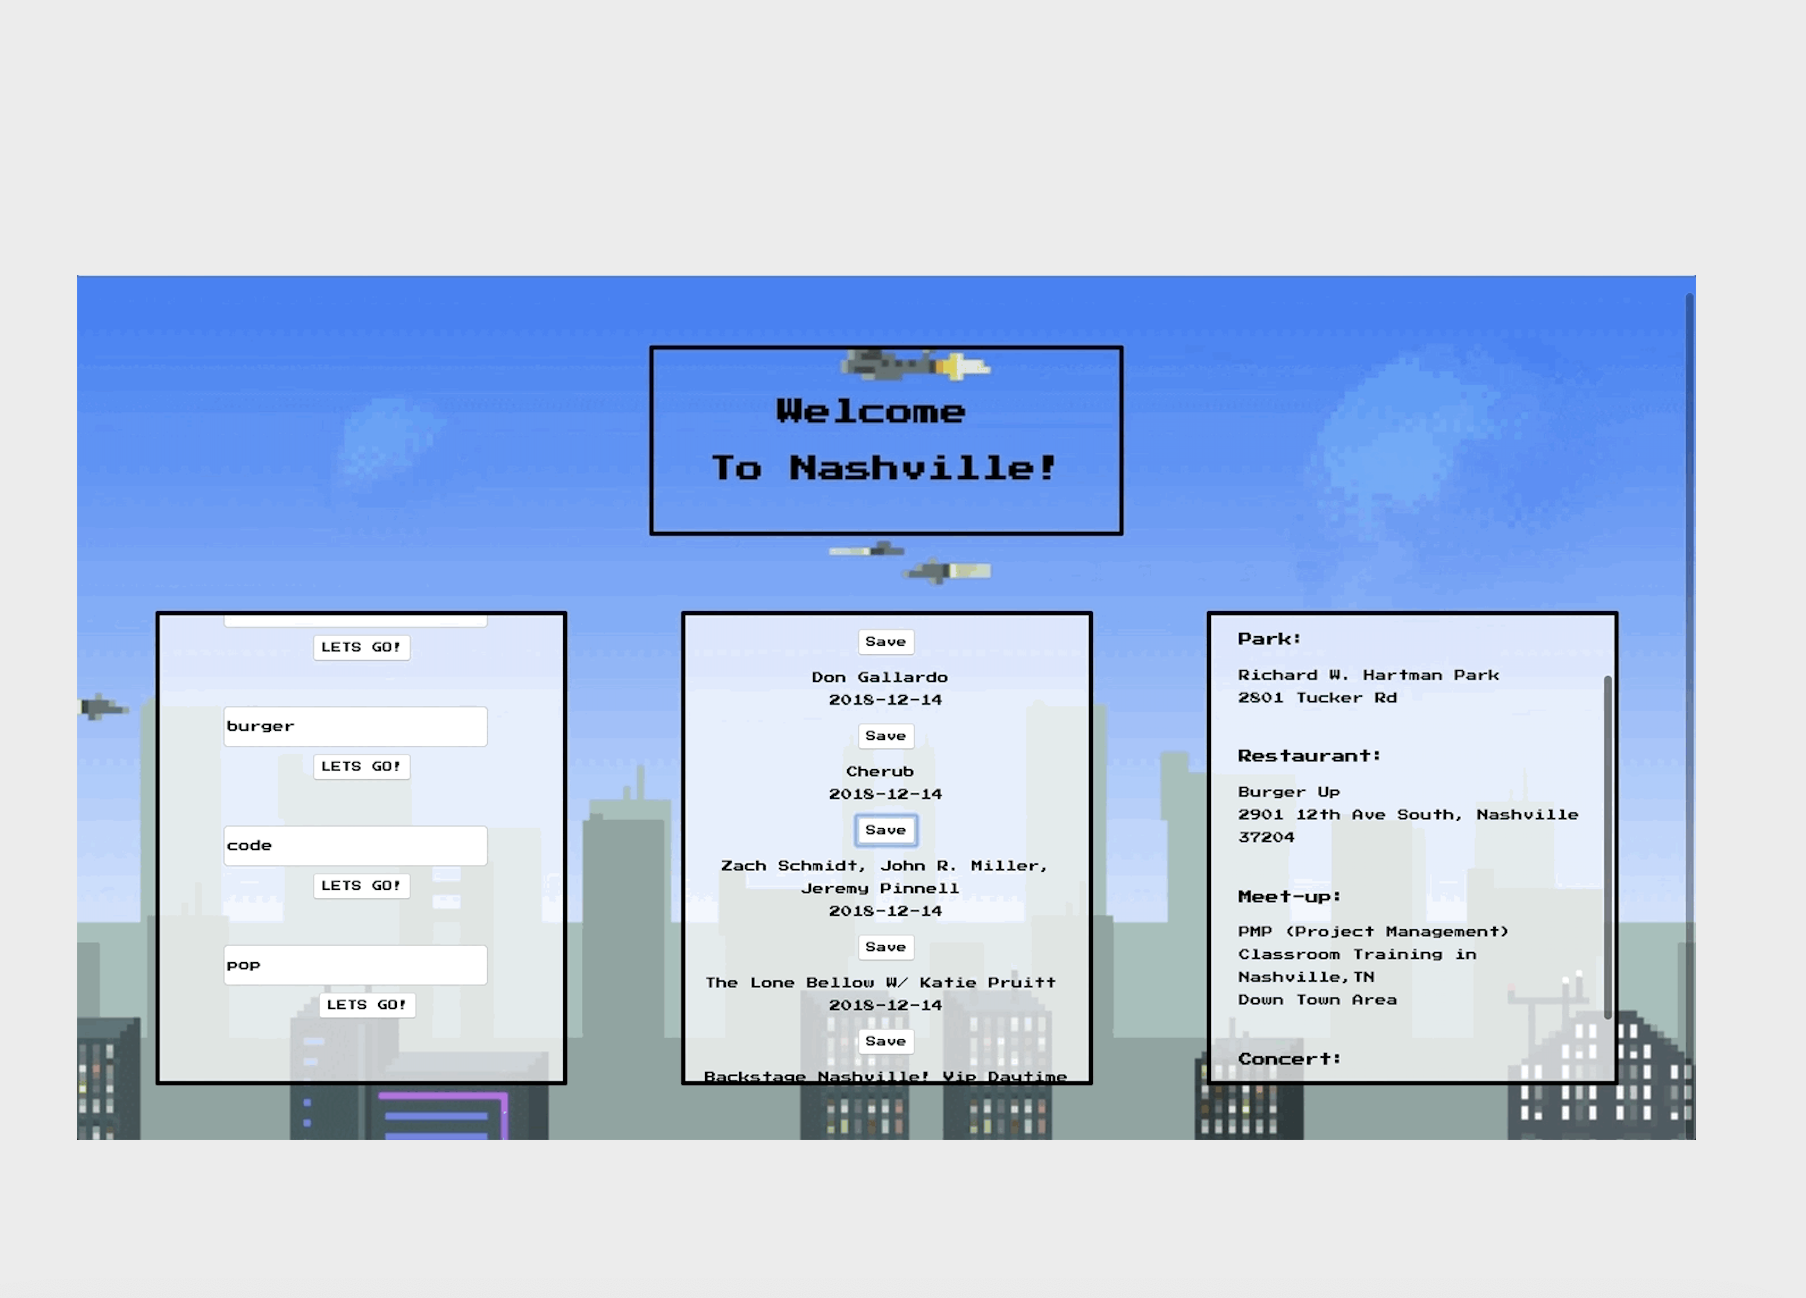 Welcome
To Nashville!
LETS GO!
burger
LETS GO!
code
LETS GO!
pop
LETS GO!
Save
Don Gallardo
2018-12-14
Save
Cherub
2018-12-14
Save
Zach Schmidt, John R. Miller,
Jeremy Pinnell
2018-12-14
Save
The Lone Bellow W/ Katie Pruitt
2018-12-14
Save
Backstage Nashville! Vip Daytime
Park:
Richard W. Hartman Park
2801 Tucker Rd
Restaurant:
Burger Up
2901 12th Ave South, Nashville
37204
Meet-up:
PMP (Project Management)
Classroom Training in
Nashville,TN
Down Town Area
Concert: